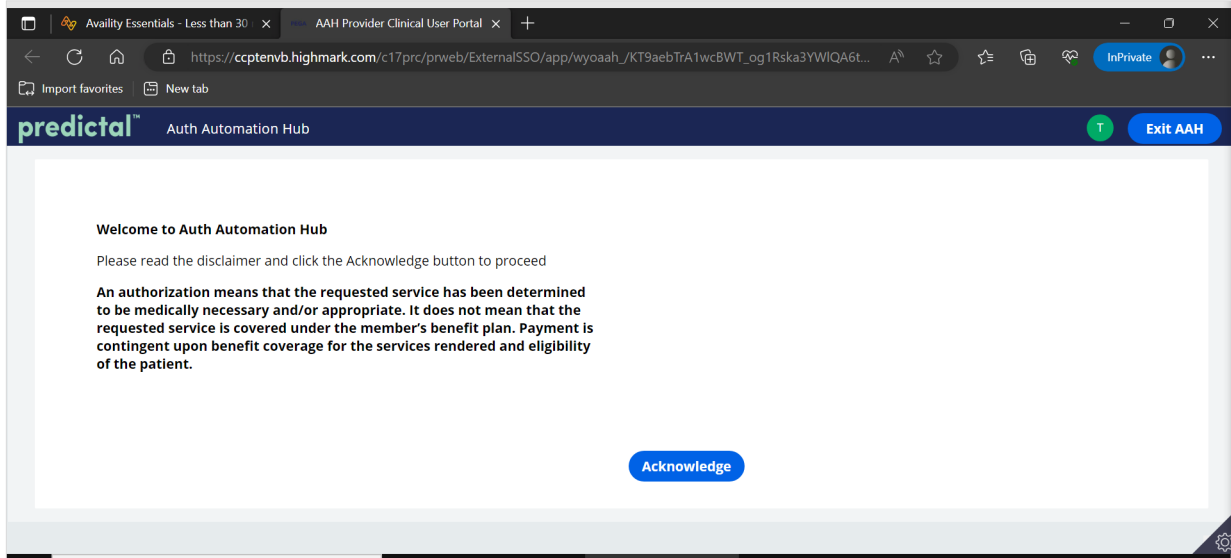 Availity Essentials - Less than 30
AAH Provider Clinical User Portal
https://ccptenvb.highmark.com/c17prc/prweb/ExternalSSO/app/wyoaah_/KT9aebTrA1wcBWT_og1Rska3YWlQA6t...
InPrivate
Import favorites
New tab
predictal™ Auth Automation Hub
T
Exit AAH
Welcome to Auth Automation Hub
Please read the disclaimer and click the Acknowledge button to proceed
An authorization means that the requested service has been determined
to be medically necessary and/or appropriate. It does not mean that the
requested service is covered under the member's benefit plan. Payment is
contingent upon benefit coverage for the services rendered and eligibility
of the patient.
Acknowledge